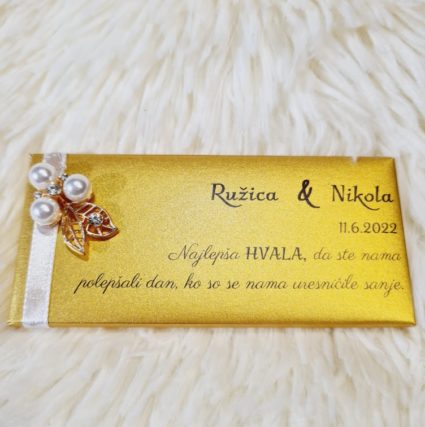 Ružica & Nikola
11.6.2022
Najlepša HVALA, da ste nama
polepšali dan, ko so se nama uresničile sanje.